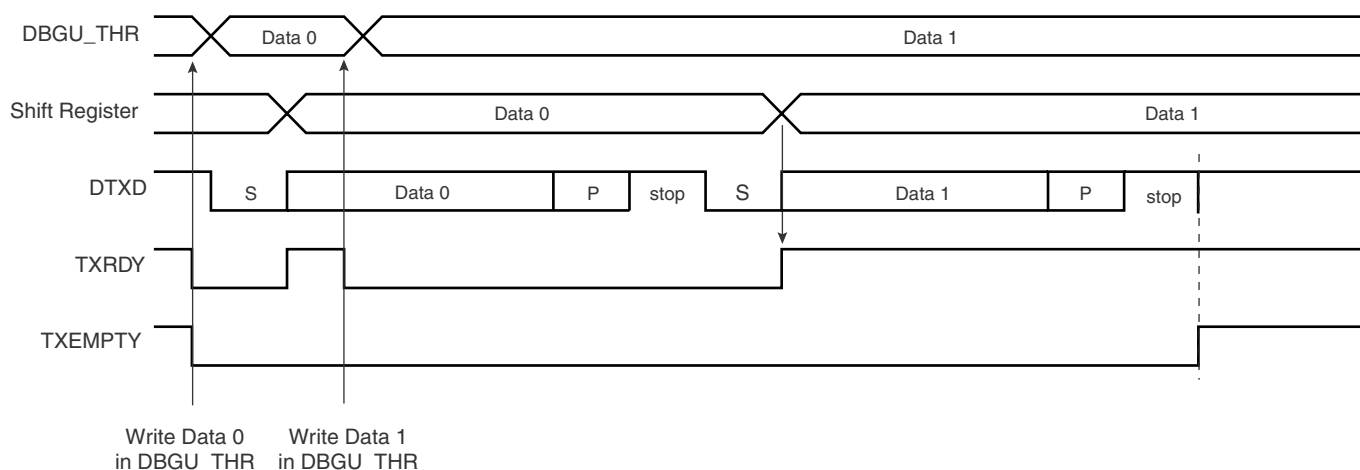 DBGU_THR
Data 0
Data 1
Shift Register
Data 0
Data 1
DTXD
S
Data 0
P
stop
S
Data 1
P
stop
TXRDY
TXEMPTY
Write Data 0
in DBGU_THR
Write Data 1
in DBGU_THR